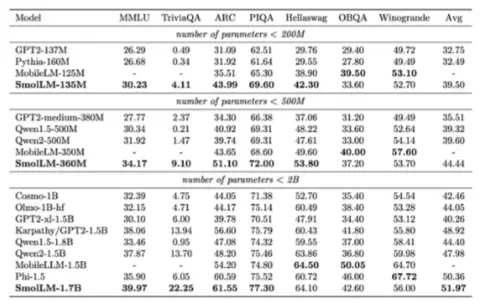 Model MMLU TriviaQA ARC PIQA Hellaswag OBQA Winogrande Avg
number of parameters < 200M
GPT2-137M 26.29 0.49 31.09 62.51 29.76 29.40 49.72 32.75
Pythia-160M 26.68 0.34 31.92 61.64 29.55 27.80 49.49 32.49
MobileLM-125M - - 35.51 65.30 38.90 39.50 53.10 -
SmolLM-135M 30.23 4.11 43.99 69.60 42.30 33.60 52.70 39.50
number of parameters < 500M
GPT2-medium-380M 27.77 2.37 34.30 66.38 37.06 31.20 49.49 35.51
Qwen1.5-500M 30.34 0.21 40.92 69.31 48.22 33.60 52.64 39.32
Qwen2-500M 31.92 1.47 39.74 69.31 47.61 33.00 54.14 39.60
MobileLM-350M - - 43.65 68.60 49.60 40.00 57.60 -
SmolLM-360M 34.17 9.10 51.10 72.00 53.80 37.20 53.70 44.44
number of parameters < 2B
Cosmo-1B 32.39 4.75 44.05 71.38 52.70 35.40 54.54 42.46
Olmo-1B-hf 32.15 4.71 44.17 75.14 60.49 38.40 53.28 44.05
GPT2-xl-1.5B 30.10 6.00 39.78 70.51 47.91 34.40 53.12 40.26
Karpathy/GPT2-1.5B 38.06 13.94 56.80 75.79 60.43 41.80 55.80 48.92
Qwen1.5-1.8B 33.46 0.95 47.08 74.32 59.55 37.00 58.41 44.40
Qwen2-1.5B 37.87 13.70 48.20 75.46 63.86 36.80 59.98 47.98
MobileLLM-1.5B - - 54.20 74.80 64.50 50.05 64.70 -
Phi-1.5 35.90 6.05 60.59 75.52 60.72 46.00 67.72 50.36
SmolLM-1.7B 39.97 22.25 61.55 77.30 64.10 42.60 56.00 51.97